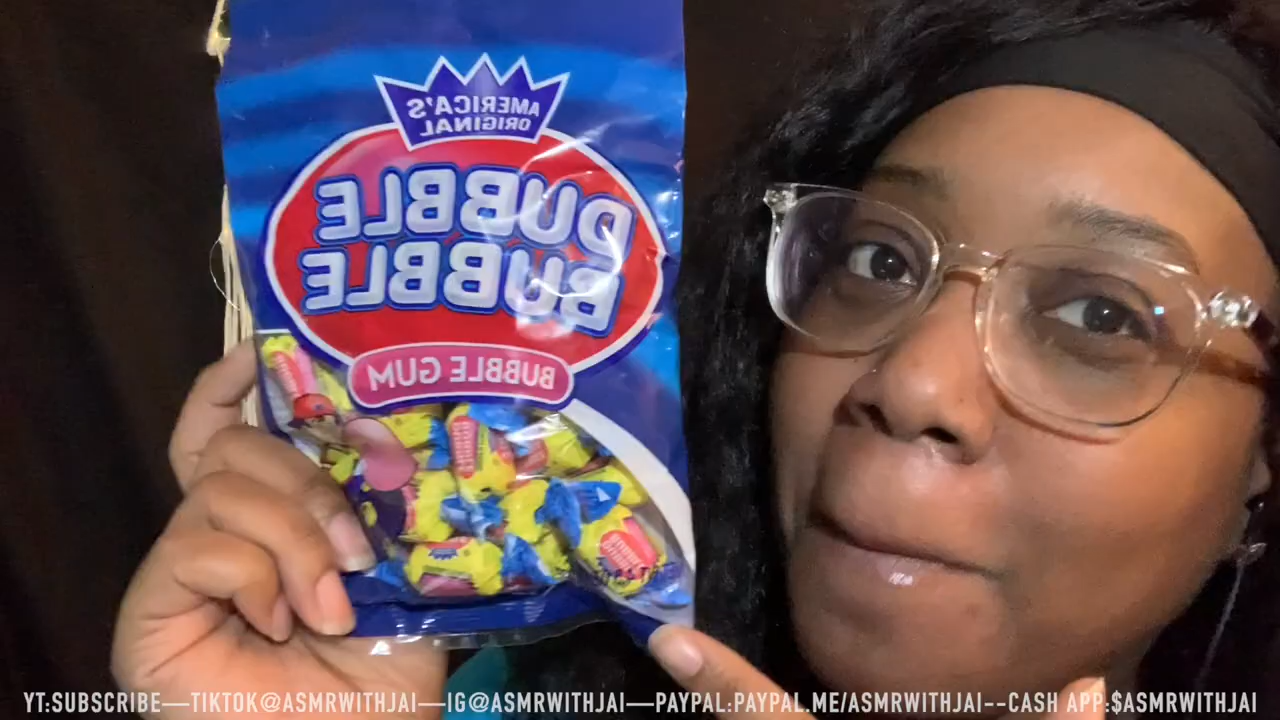 AMERICA'S
ORIGINAL
DUBBLE
BUBBLE
BUBBLE GUM
YT:SUBSCRIBE—TIKTOK@ASMRWITHJAI—IG@ASMRWITHJAI—PAYPAL:PAYPAL.ME/ASMRWITHJAI--CASH APP:$ASMRWITHJAI